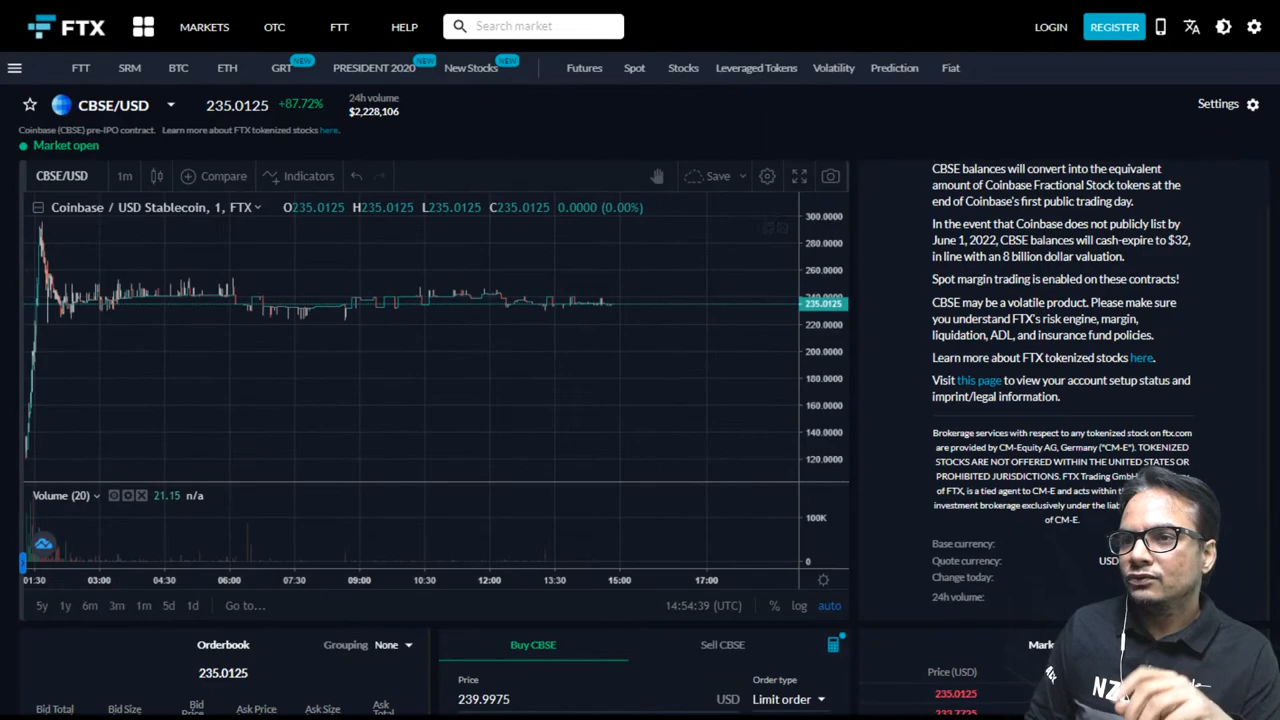 FTX MARKETS OTC FTT HELP Search market LOGIN REGISTER
FTT SRM BTC ETH GRT NEW PRESIDENT 2020 NEW New Stocks NEW Futures Spot Stocks Leveraged Tokens Volatility Prediction Fiat
CBSE/USD 235.0125 +87.72% 24h volume
$2,228,106
Settings
Coinbase (CBSE) pre-IPO contract. Learn more about FTX tokenized stocks here.
Market open
CBSE/USD 1m Compare Indicators Save
Coinbase / USD Stablecoin, 1, FTX O235.0125 H235.0125 L235.0125 C235.0125 0.0000 (0.00%)
300.0000
280.0000
260.0000
240.0000
235.0125
220.0000
200.0000
180.0000
160.0000
140.0000
120.0000
Volume (20) 21.15 n/a
100K
0
01:30 03:00 04:30 06:00 07:30 09:00 10:30 12:00 13:30 15:00 17:00
5y 1y 6m 3m 1m 5d 1d Go to... 14:54:39 (UTC) % log auto
CBSE balances will convert into the equivalent
amount of Coinbase Fractional Stock tokens at the
end of Coinbase's first public trading day.
In the event that Coinbase does not publicly list by
June 1, 2022, CBSE balances will cash-expire to $32,
in line with an 8 billion dollar valuation.
Spot margin trading is enabled on these contracts!
CBSE may be a volatile product. Please make sure
you understand FTX's risk engine, margin,
liquidation, ADL, and insurance fund policies.
Learn more about FTX tokenized stocks here.
Visit this page to view your account setup status and
imprint/legal information.
Brokerage services with respect to any tokenized stock on ftx.com
are provided by CM-Equity AG, Germany ("CM-E"). TOKENIZED
STOCKS ARE NOT OFFERED WITHIN THE UNITED STATES OR
PROHIBITED JURISDICTIONS. FTX Trading GmbH
of FTX, is a tied agent to CM-E and acts within
investment brokerage exclusively under the
of CM-E.
Base currency:
Quote currency: USD
Change today:
24h volume:
Orderbook Grouping None
235.0125
Bid Total Bid Size Bid Price Ask Price Ask Size Ask Total
Buy CBSE Sell CBSE
Price Order type
239.9975 USD Limit order
Price (USD)
235.0125
NZ